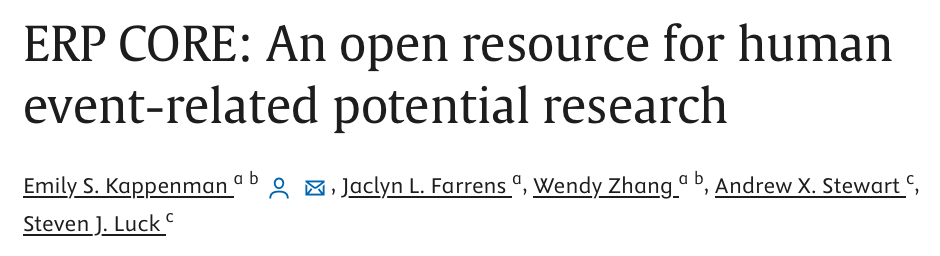 ERP CORE: An open resource for human
event-related potential research
Emily S. Kappenman a b , Jaclyn L. Farrens a, Wendy Zhang a b, Andrew X. Stewart c,
Steven J. Luck c